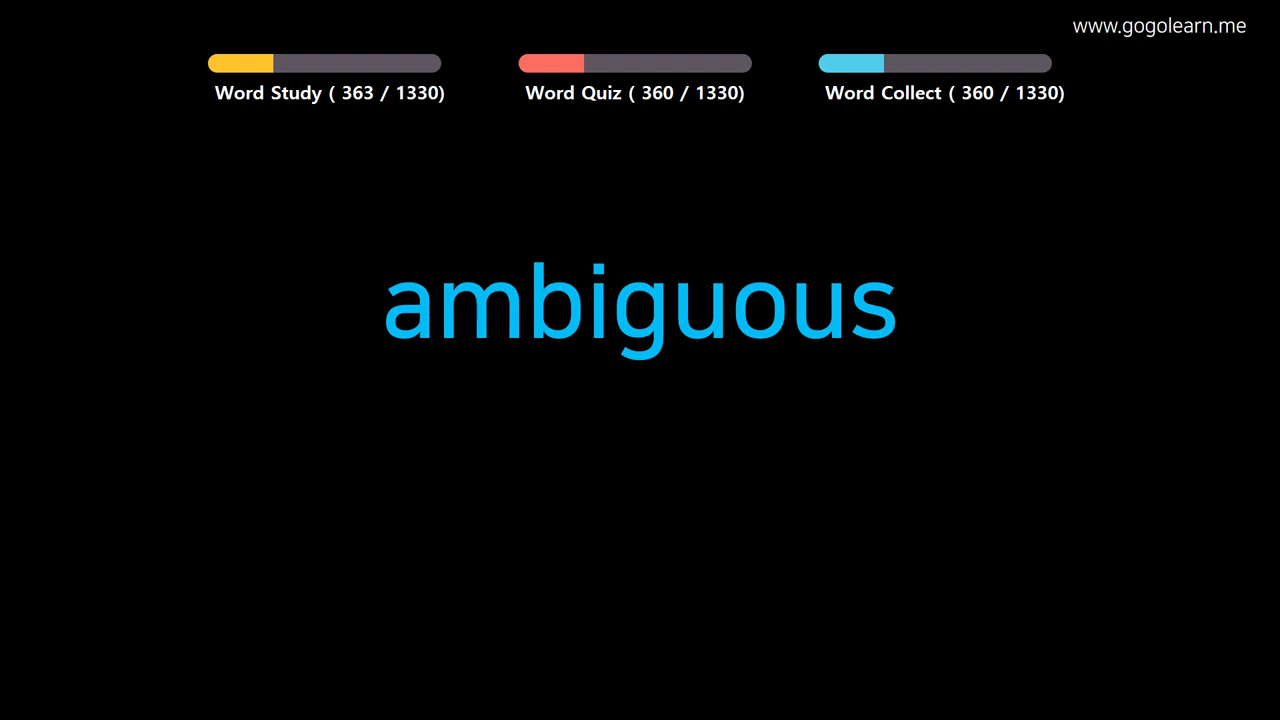 www.gogolearn.me
Word Study ( 363 / 1330)
Word Quiz ( 360 / 1330)
Word Collect ( 360 / 1330)
ambiguous